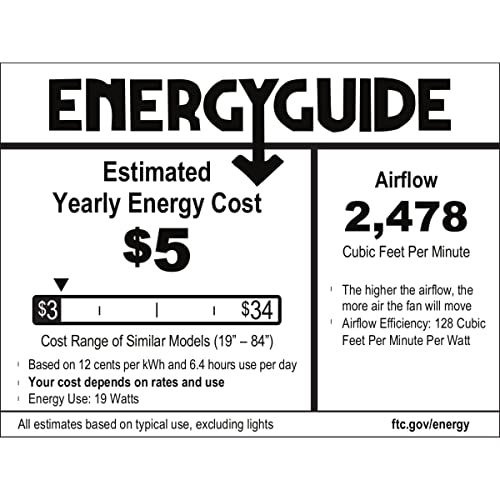 ENERGYGUIDE
Estimated
Yearly Energy Cost
$5
$3
$34
Cost Range of Similar Models (19” – 84”)
Based on 12 cents per kWh and 6.4 hours use per day
Your cost depends on rates and use
Energy Use: 19 Watts
Airflow
2,478
Cubic Feet Per Minute
The higher the airflow, the
more air the fan will move
Airflow Efficiency: 128 Cubic
Feet Per Minute Per Watt
All estimates based on typical use, excluding lights
ftc.gov/energy